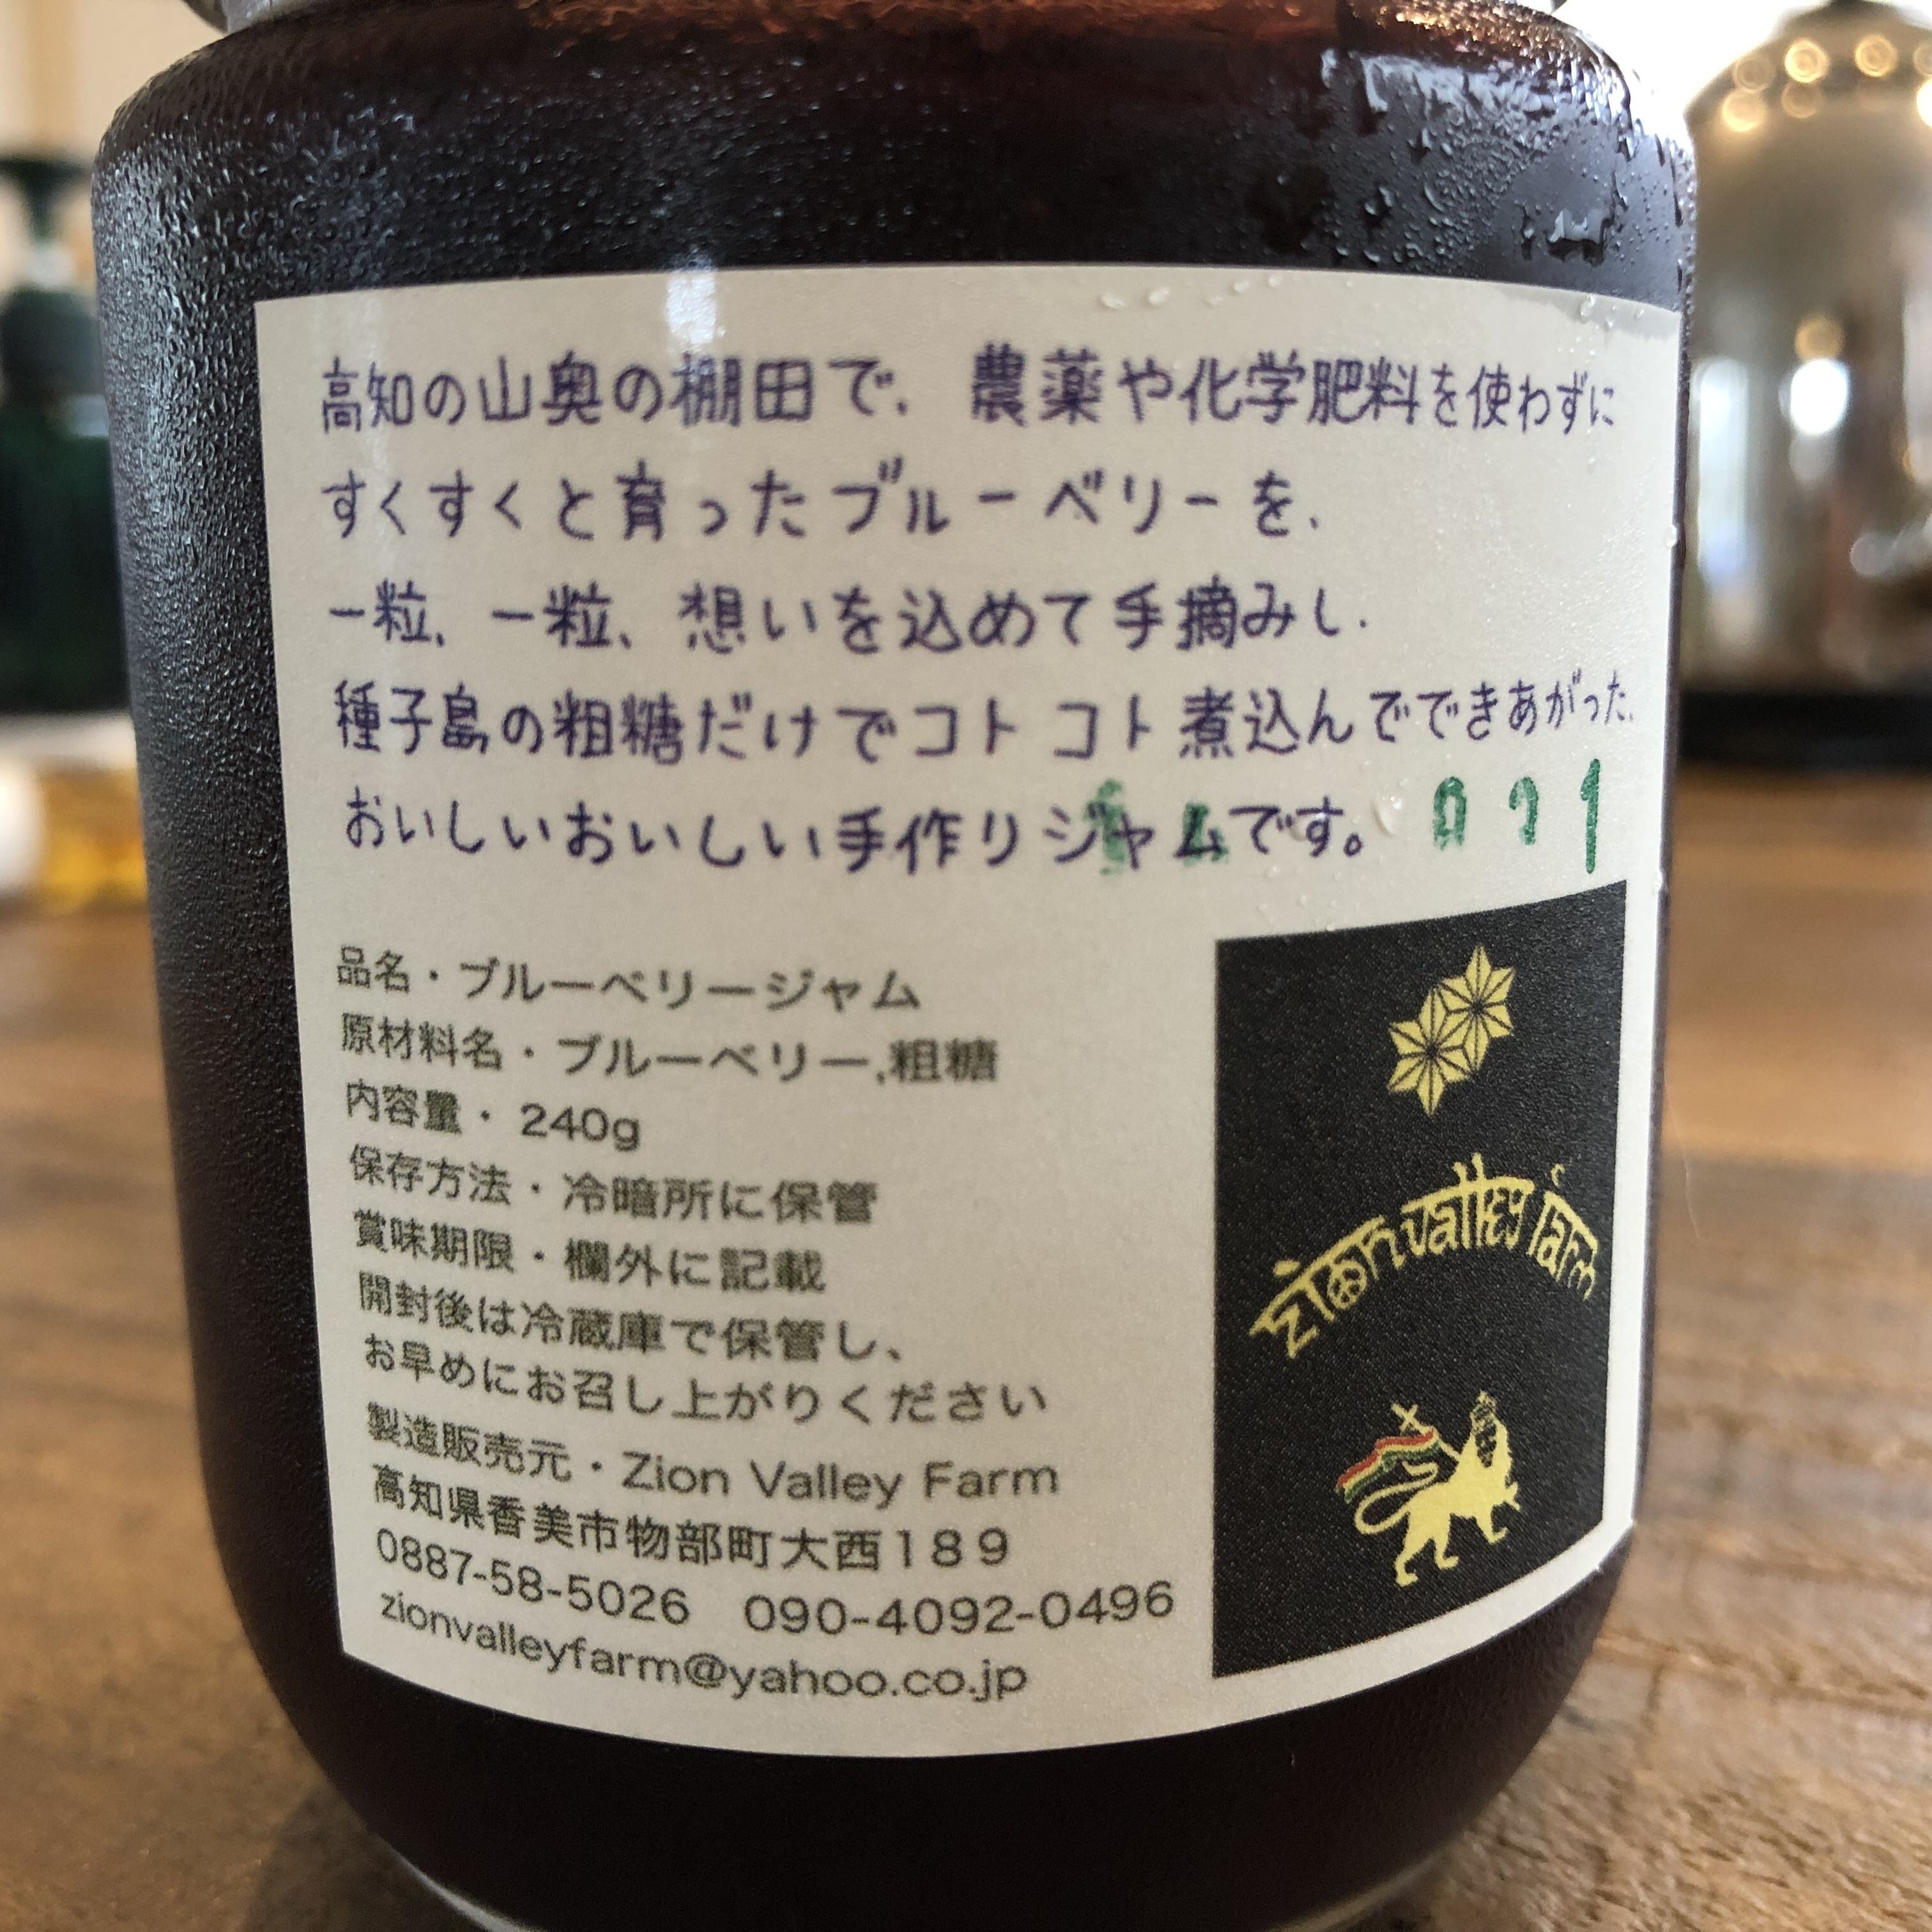 高知の山奥の棚田で、農薬や化学肥料を使わずに
すくすくと育ったブルーベリーを、
一粒、一粒、想いを込めて手摘みし、
種子島の粗糖だけでコトコト煮込んでできあがった、
おいしいおいしい手作りジャムです。
品名・ブルーベリージャム
原材料名・ブルーベリー,粗糖
内容量・240g
保存方法・冷暗所に保管
賞味期限・欄外に記載
開封後は冷蔵庫で保管し、
お早めにお召し上がりください
製造販売元・Zion Valley Farm
高知県香美市物部町大西189
0887-58-5026 090-4092-0496
zionvalleyfarm@yahoo.co.jp
zion valley farm